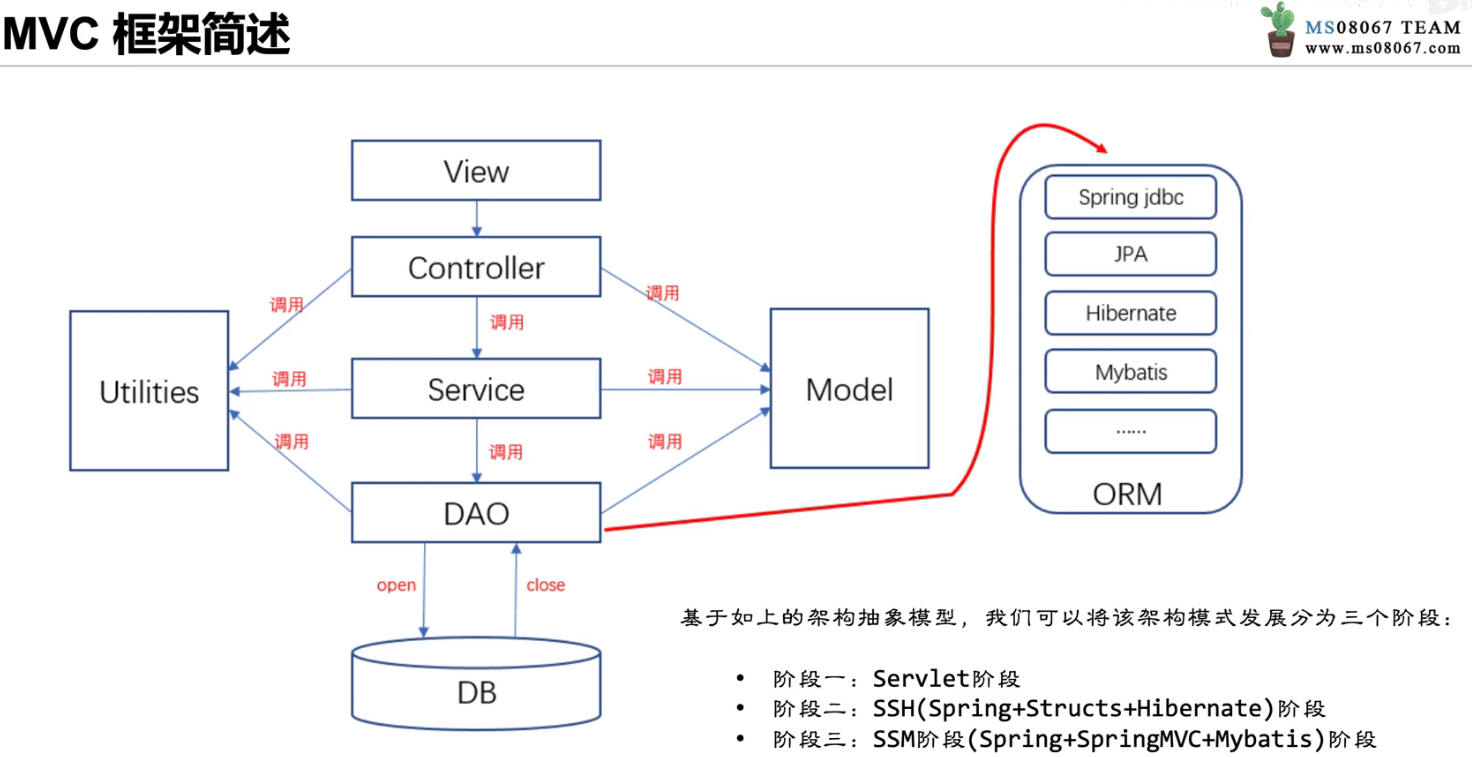 MVC 框架简述
MS08067 TEAM
www.ms08067.com
View
Controller
调用
调用
调用
Utilities
调用
Service
调用
Model
调用
调用
调用
DAO
open
close
DB
Spring jdbc
JPA
Hibernate
Mybatis
......
ORM
基于如上的架构抽象模型，我们可以将该架构模式发展分为三个阶段：
• 阶段一：Servlet阶段
• 阶段二：SSH(Spring+Structs+Hibernate)阶段
• 阶段三：SSM阶段(Spring+SpringMVC+Mybatis)阶段